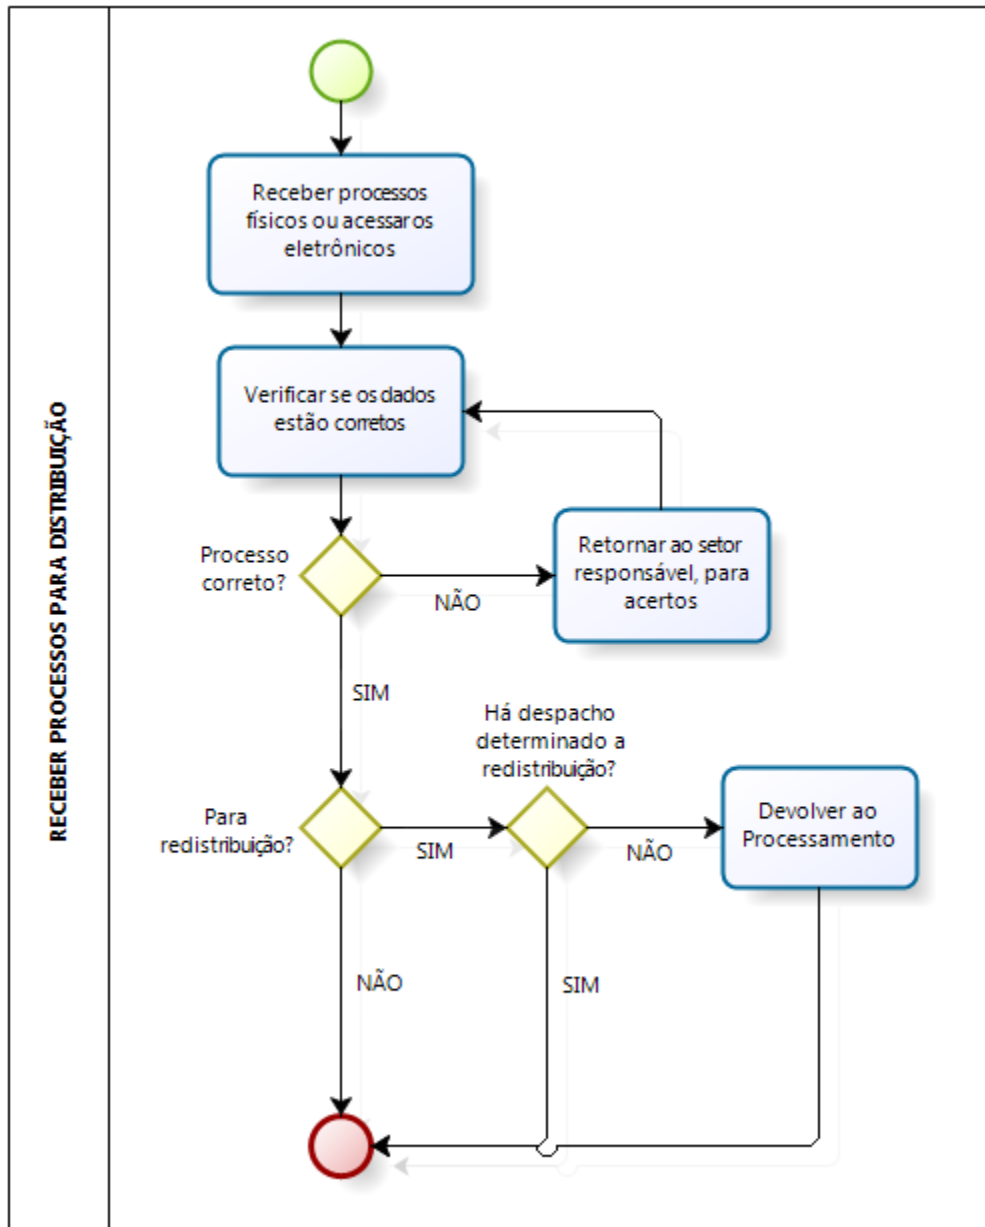 RECEBER PROCESSOS PARA DISTRIBUIÇÃO
Receber processos
físicos ou acessar os
eletrônicos
Verificar se os dados
estão corretos
Processo
correto?
NÃO
Retornar ao setor
responsável, para
acertos
SIM
Há despacho
determinado a
redistribuição?
Para
redistribuição?
SIM
NÃO
Devolver ao
Processamento
NÃO
SIM